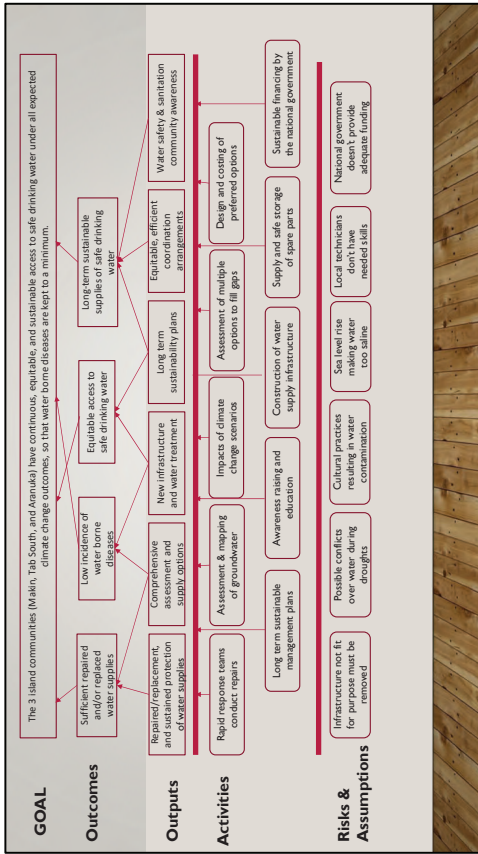 GOAL
The 3 island communities (Makin, Tab South, and Aranuka) have continuous, equitable, and sustainable access to safe drinking water under all expected
climate change outcomes, so that water borne diseases are kept to a minimum.
Outcomes
Sufficient repaired
and/or replaced
water supplies
Low incidence of
water borne
diseases
Equitable access to
safe drinking water
Long-term sustainable
supplies of safe drinking
water
Outputs
Repaired/replacement,
and sustained protection
of water supplies
Comprehensive
assessment and
supply options
New infrastructure
and water treatment
Long term
sustainability plans
Equitable, efficient
coordination
arrangements
Water safety & sanitation
community awareness
Activities
Rapid response teams
conduct repairs
Assessment & mapping
of groundwater
Impacts of climate
change scenarios
Assessment of multiple
options to fill gaps
Design and costing of
preferred options
Long term sustainable
management plans
Awareness raising and
education
Construction of water
supply infrastructure
Supply and safe storage
of spare parts
Sustainable financing by
the national government
Risks &
Assumptions
Infrastructure not fit
for purpose must be
removed
Possible conflicts
over water during
droughts
Cultural practices
resulting in water
contamination
Sea level rise
making water
too saline
Local technicians
don't have
needed skills
National government
doesn't provide
adequate funding